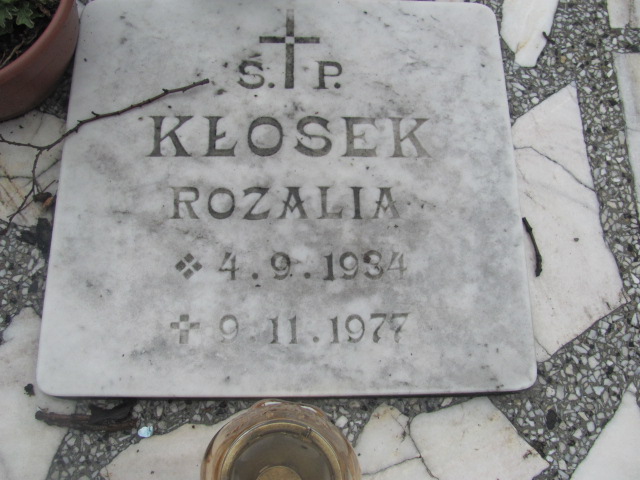 Ś. P.
KŁOSEK
ROZALIA
4.9.1934
9.11.1977